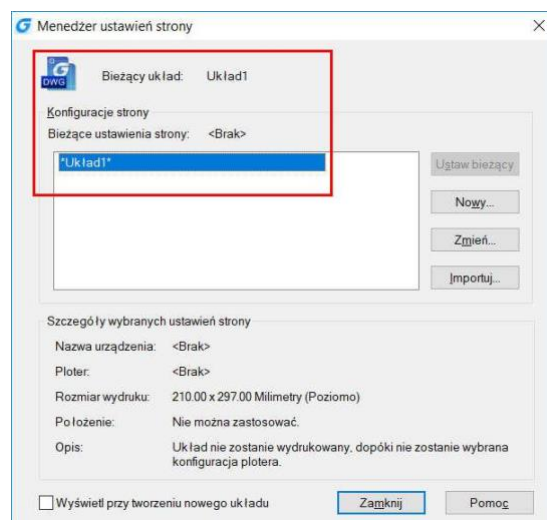 Menedżer ustawień strony
DWG
Bieżący układ: Układ1
Konfiguracje strony
Bieżące ustawienia strony: <Brak>
*Układ1*
Ustaw bieżący
Nowy...
Zmień...
Importuj...
Szczegóły wybranych ustawień strony
Nazwa urządzenia: <Brak>
Ploter: <Brak>
Rozmiar wydruku: 210.00 x 297.00 Milimetry (Poziomo)
Położenie: Nie można zastosować.
Opis: Układ nie zostanie wydrukowany, dopóki nie zostanie wybrana
konfiguracja plotera.
Wyświetl przy tworzeniu nowego układu
Zamknij
Pomoc